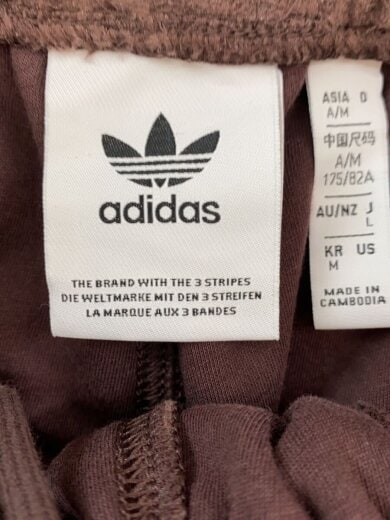 adidas
THE BRAND WITH THE 3 STRIPES
DIE WELTMARKE MIT DEN 3 STREIFEN
LA MARQUE AUX 3 BANDES
ASIA D
A/M
中国尺码
A/M
175/82A
AU/NZ J
L
KR US
M
MADE IN
CAMBODIA